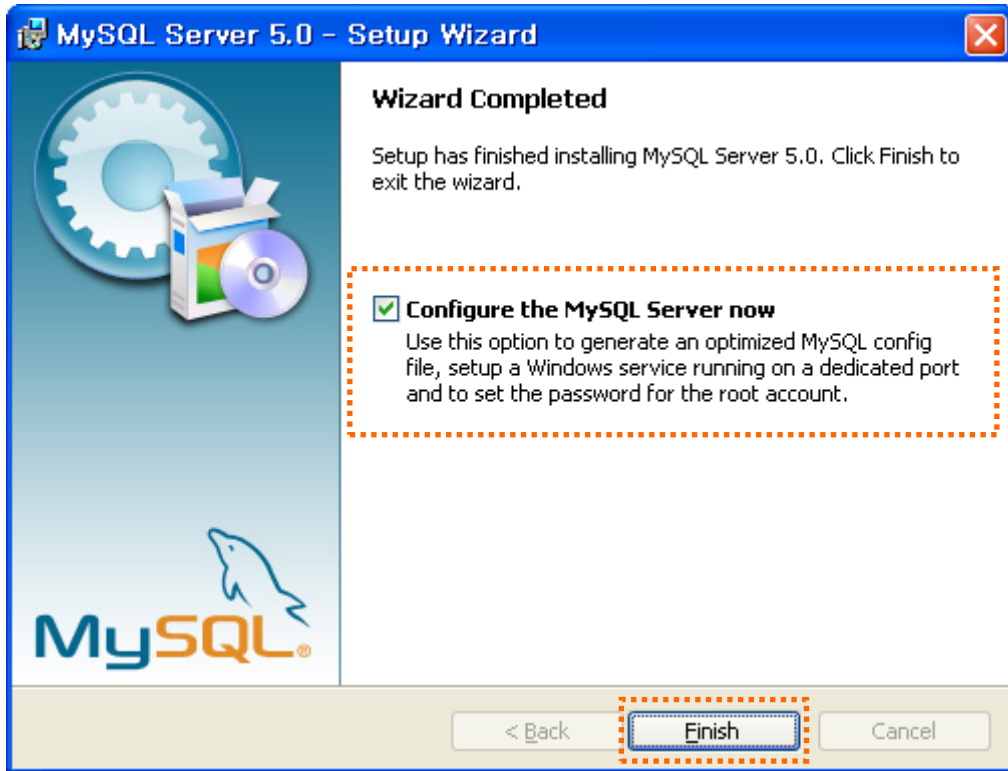 MySQL Server 5.0 - Setup Wizard
Wizard Completed
Setup has finished installing MySQL Server 5.0. Click Finish to
exit the wizard.
Configure the MySQL Server now
Use this option to generate an optimized MySQL config
file, setup a Windows service running on a dedicated port
and to set the password for the root account.
MySQL®
< Back
Finish
Cancel